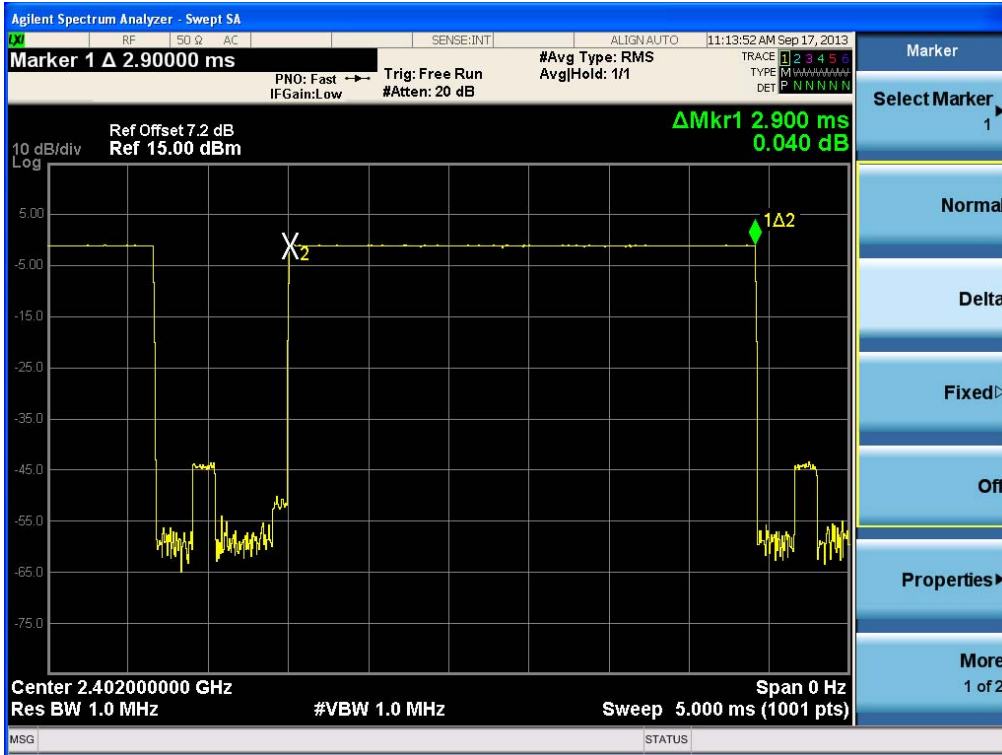 Agilent Spectrum Analyzer - Swept SA
LXI RF 50 Ω AC SENSE:INT ALIGN AUTO 11:13:52 AM Sep 17, 2013
Marker 1 Δ 2.90000 ms
PNO: Fast
IFGain:Low
Trig: Free Run
#Atten: 20 dB
#Avg Type: RMS
Avg|Hold: 1/1
TRACE 1 2 3 4 5 6
TYPE M
DET P N N N N N
ΔMkr1 2.900 ms
0.040 dB
Ref Offset 7.2 dB
10 dB/div Ref 15.00 dBm
Log
5.00
-5.00
-15.0
-25.0
-35.0
-45.0
-55.0
-65.0
-75.0
X2
1Δ2
Center 2.402000000 GHz Span 0 Hz
Res BW 1.0 MHz #VBW 1.0 MHz Sweep 5.000 ms (1001 pts)
MSG STATUS
Marker
Select Marker
1
Normal
Delta
Fixed
Off
Properties
More
1 of 2